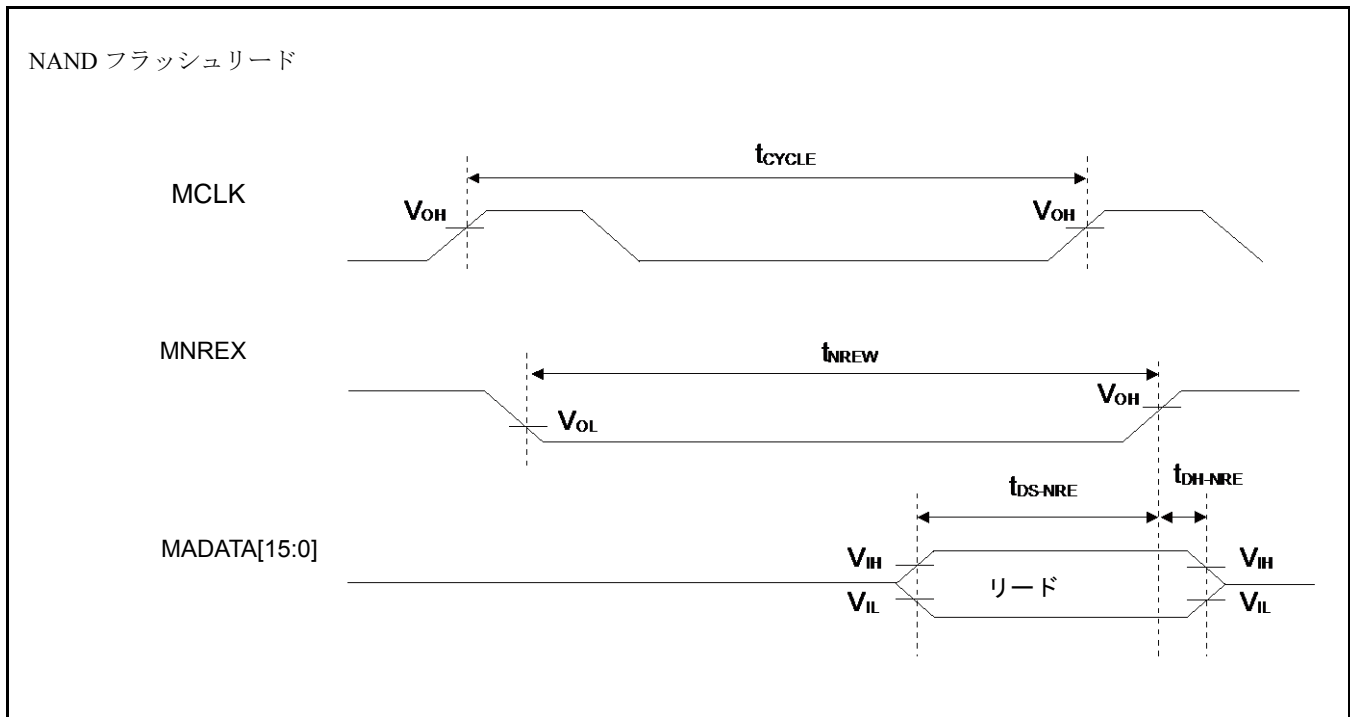 NAND フラッシュリード
tCYCLE
MCLK
VOH
VOH
MNREX
tNREW
VOH
VOL
tDS-NRE
tDH-NRE
MADATA[15:0]
VIH
リード
VIH
VIL
VIL